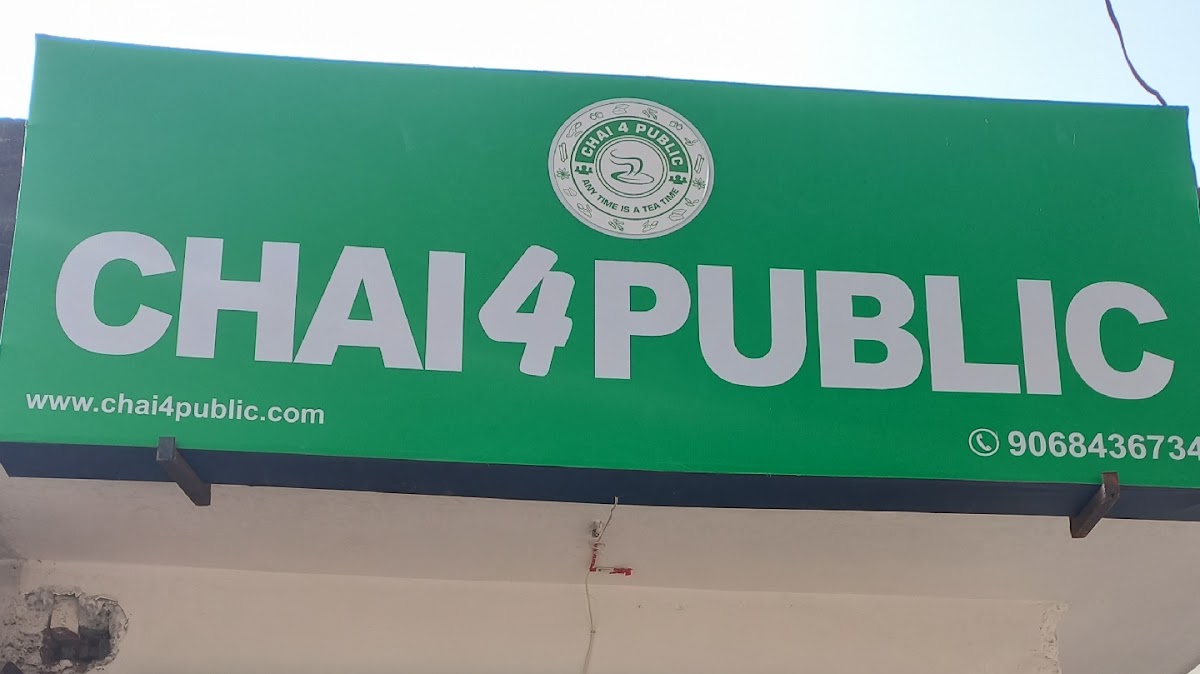 CHAI 4 PUBLIC
ANY TIME IS A TEA TIME
CHAI4PUBLIC
www.chai4public.com
9068436734